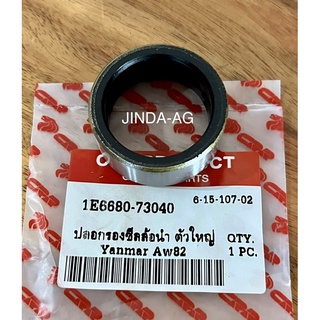 JINDA-AG
1E6680-73040
6-15-107-02
ปลอกรองซีลล้อนำ ตัวใหญ่
QTY.
Yanmar Aw82
1 PC.